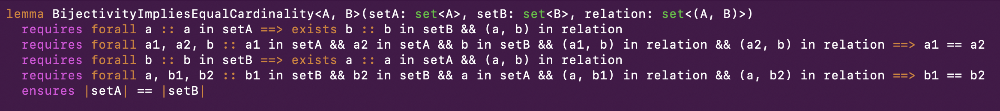 lemma BijectivityImpliesEqualCardinality<A, B>(setA: set<A>, setB: set<B>, relation: set<(A, B)>)
  requires forall a :: a in setA ==> exists b :: b in setB && (a, b) in relation
  requires forall a1, a2, b :: a1 in setA && a2 in setA && b in setB && (a1, b) in relation && (a2, b) in relation ==> a1 == a2
  requires forall b :: b in setB ==> exists a :: a in setA && (a, b) in relation
  requires forall a, b1, b2 :: b1 in setB && b2 in setB && a in setA && (a, b1) in relation && (a, b2) in relation ==> b1 == b2
  ensures |setA| == |setB|